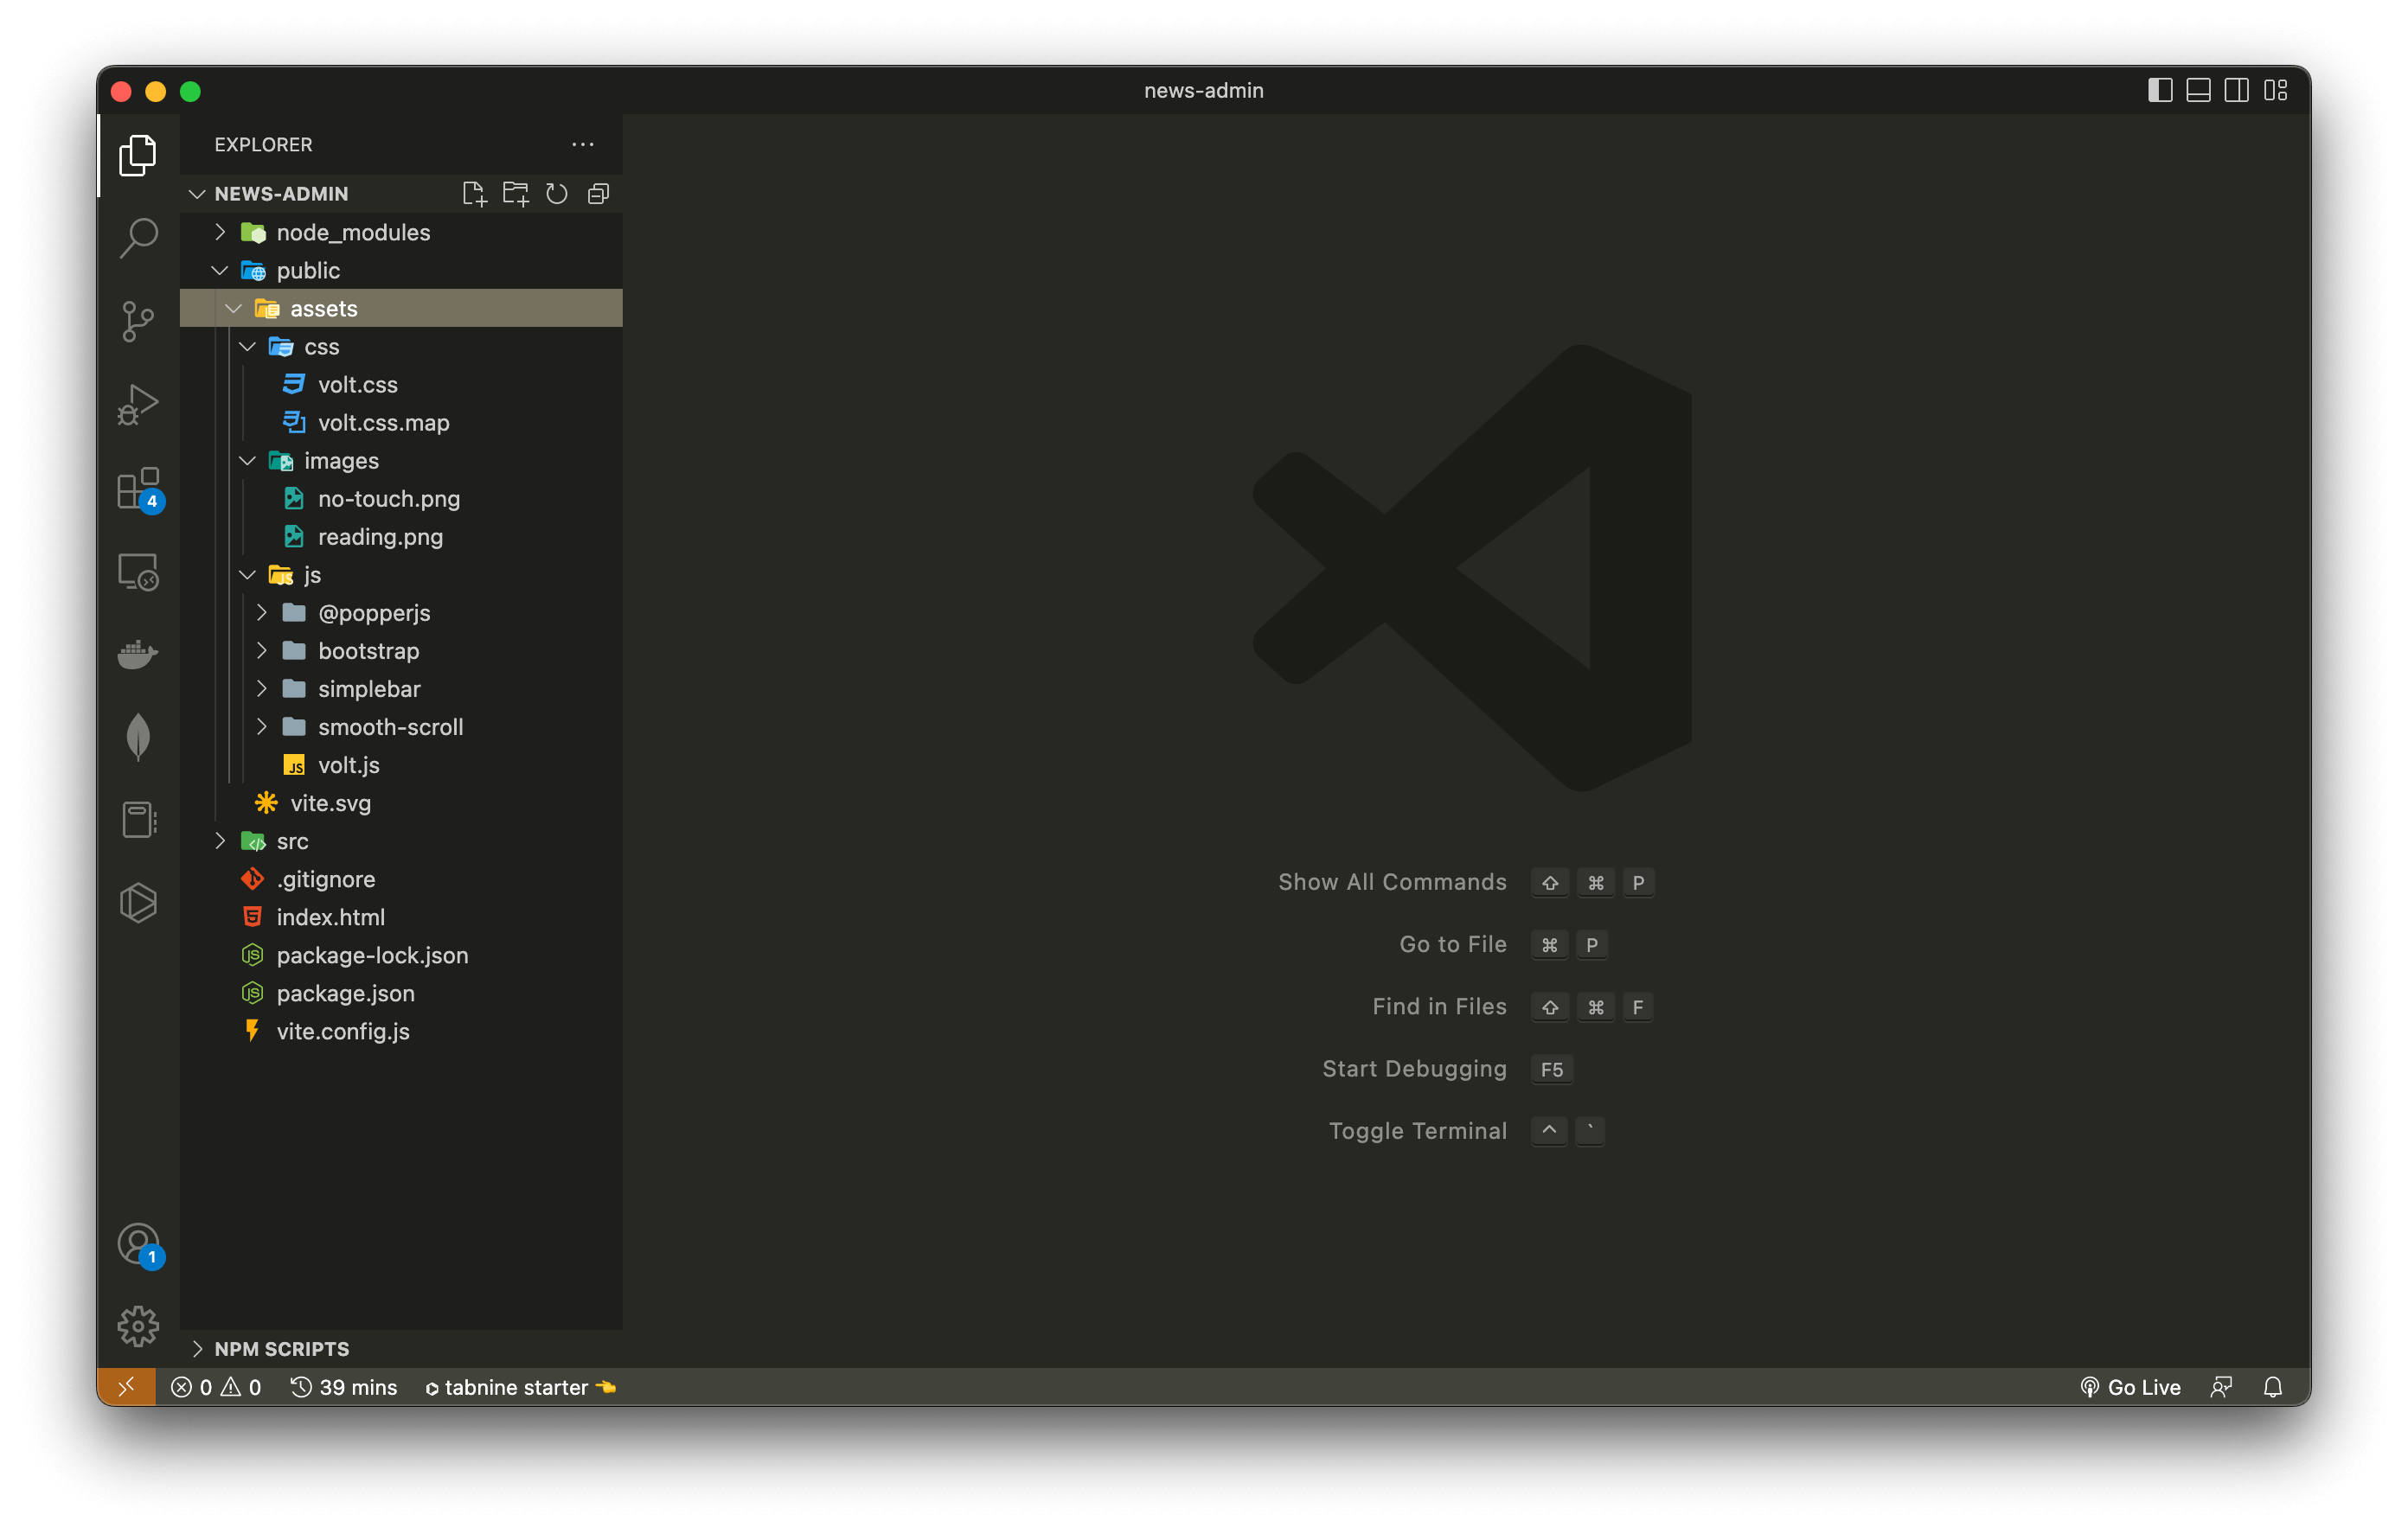 news-admin
EXPLORER
NEWS-ADMIN
node_modules
public
assets
css
volt.css
volt.css.map
images
no-touch.png
reading.png
js
@popperjs
bootstrap
simplebar
smooth-scroll
JS volt.js
vite.svg
src
.gitignore
index.html
package-lock.json
package.json
vite.config.js
NPM SCRIPTS
4
1
Show All Commands ⇧ ⌘ P
Go to File ⌘ P
Find in Files ⇧ ⌘ F
Start Debugging F5
Toggle Terminal ^ `
0 0 39 mins tabnine starter 👈 Go Live